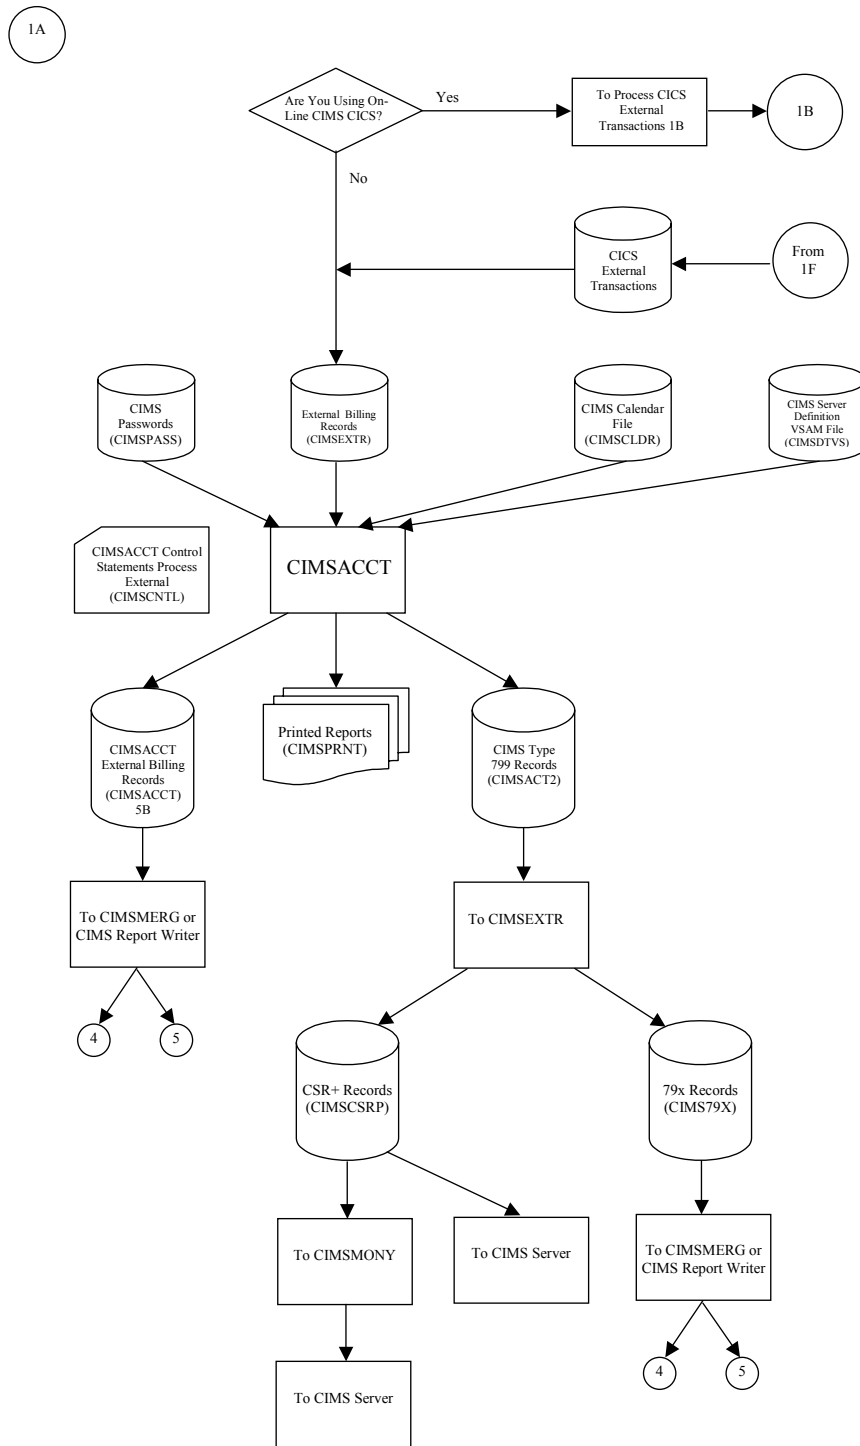 1A
Are You Using On-
Line CIMS CICS?
Yes
To Process CICS
External
Transactions 1B
1B
No
CICS
External
Transactions
From
1F
CIMS
Passwords
(CIMSPASS)
External Billing
Records
(CIMSEXTR)
CIMS Calendar
File
(CIMSCLDR)
CIMS Server
Definition
VSAM File
(CIMSDTVS)
CIMSACCT Control
Statements Process
External
(CIMSCNTL)
CIMSACCT
CIMSACCT
External Billing
Records
(CIMSACCT)
5B
Printed Reports
(CIMSPRNT)
CIMS Type
799 Records
(CIMSACT2)
To CIMSMERG or
CIMS Report Writer
To CIMSEXTR
4
5
CSR+ Records
(CIMSCSRP)
79x Records
(CIMS79X)
To CIMSMONY
To CIMS Server
To CIMSMERG or
CIMS Report Writer
4
5
To CIMS Server